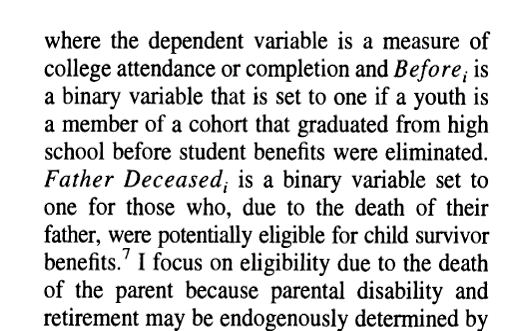 where the dependent variable is a measure of
college attendance or completion and Beforeᵢ is
a binary variable that is set to one if a youth is
a member of a cohort that graduated from high
school before student benefits were eliminated.
Father Deceasedᵢ is a binary variable set to
one for those who, due to the death of their
father, were potentially eligible for child survivor
benefits.⁷ I focus on eligibility due to the death
of the parent because parental disability and
retirement may be endogenously determined by